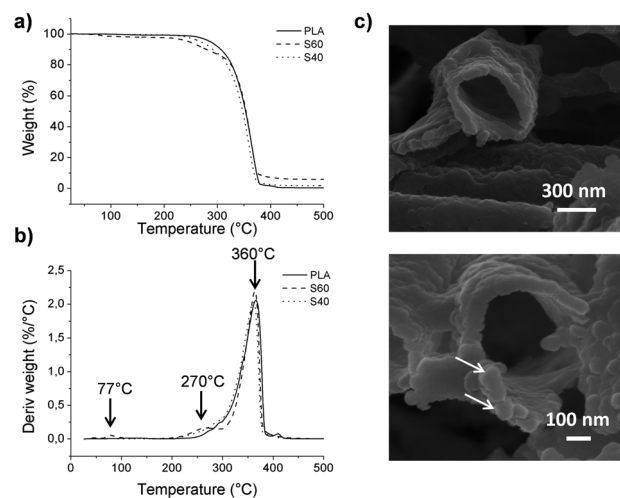 a)
100
80
60
40
20
0
Weight (%)
PLA
S60
S40
100
200
300
400
500
Temperature (°C)
b)
360°C
2,5
2,0
1,5
1,0
0,5
0,0
Deriv weight (%/°C)
PLA
S60
S40
77°C
270°C
0
100
200
300
400
500
Temperature (°C)
c)
300 nm
100 nm